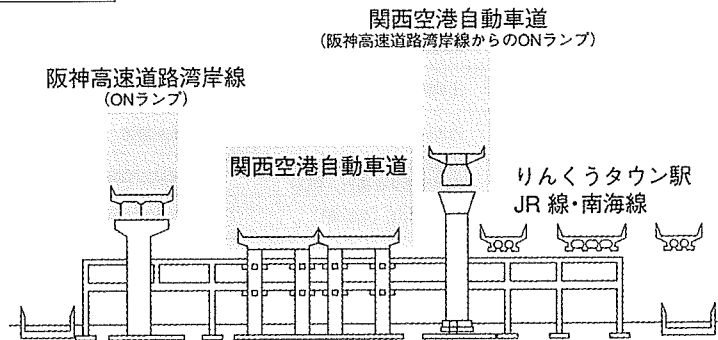 関西空港自動車道
(阪神高速道路湾岸線からのONランプ)
阪神高速道路湾岸線
(ONランプ)
関西空港自動車道
りんくうタウン駅
JR 線・南海線